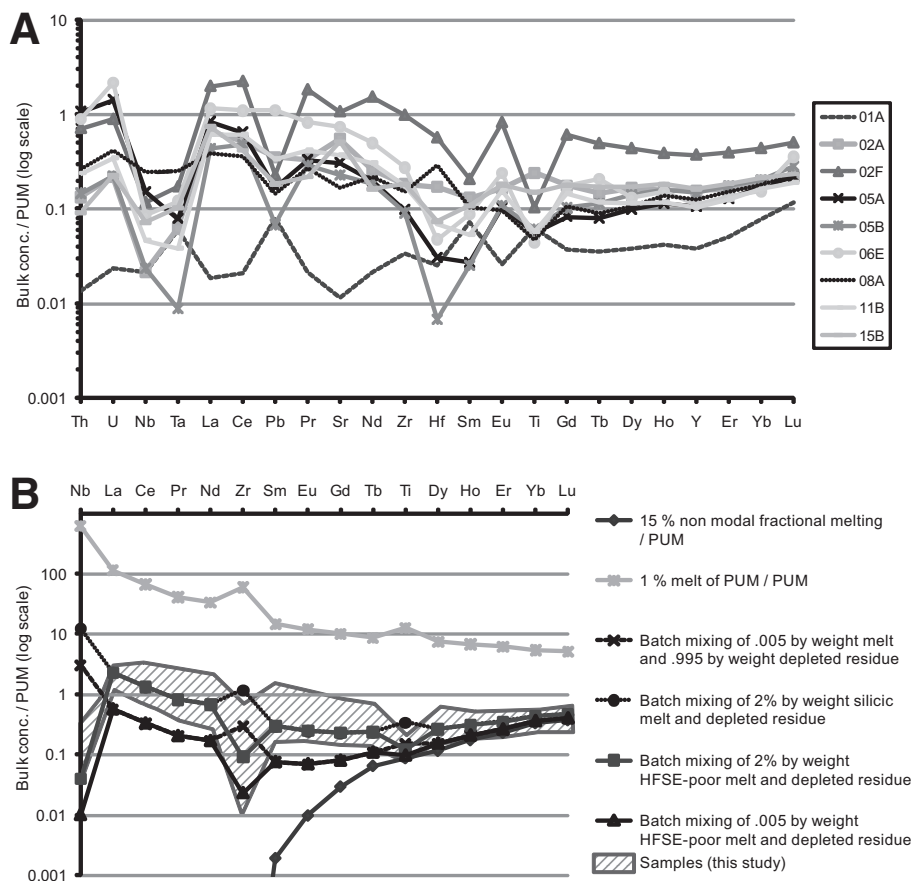 A
10
1
0.1
0.01
0.001
Bulk conc. / PUM (log scale)
Th U Nb Ta La Ce Pb Pr Sr Nd Zr Hf Sm Eu Ti Gd Tb Dy Ho Y Er Yb Lu
01A
02A
02F
05A
05B
06E
08A
11B
15B
B
Nb La Ce Pr Nd Zr Sm Eu Gd Tb Ti Dy Ho Er Yb Lu
100
10
1
0.1
0.01
0.001
Bulk conc. / PUM (log scale)
15 % non modal fractional melting
/ PUM
1 % melt of PUM / PUM
Batch mixing of .005 by weight melt
and .995 by weight depleted residue
Batch mixing of 2% by weight silicic
melt and depleted residue
Batch mixing of 2% by weight
HFSE-poor melt and depleted residue
Batch mixing of .005 by weight
HFSE-poor melt and depleted residue
Samples (this study)